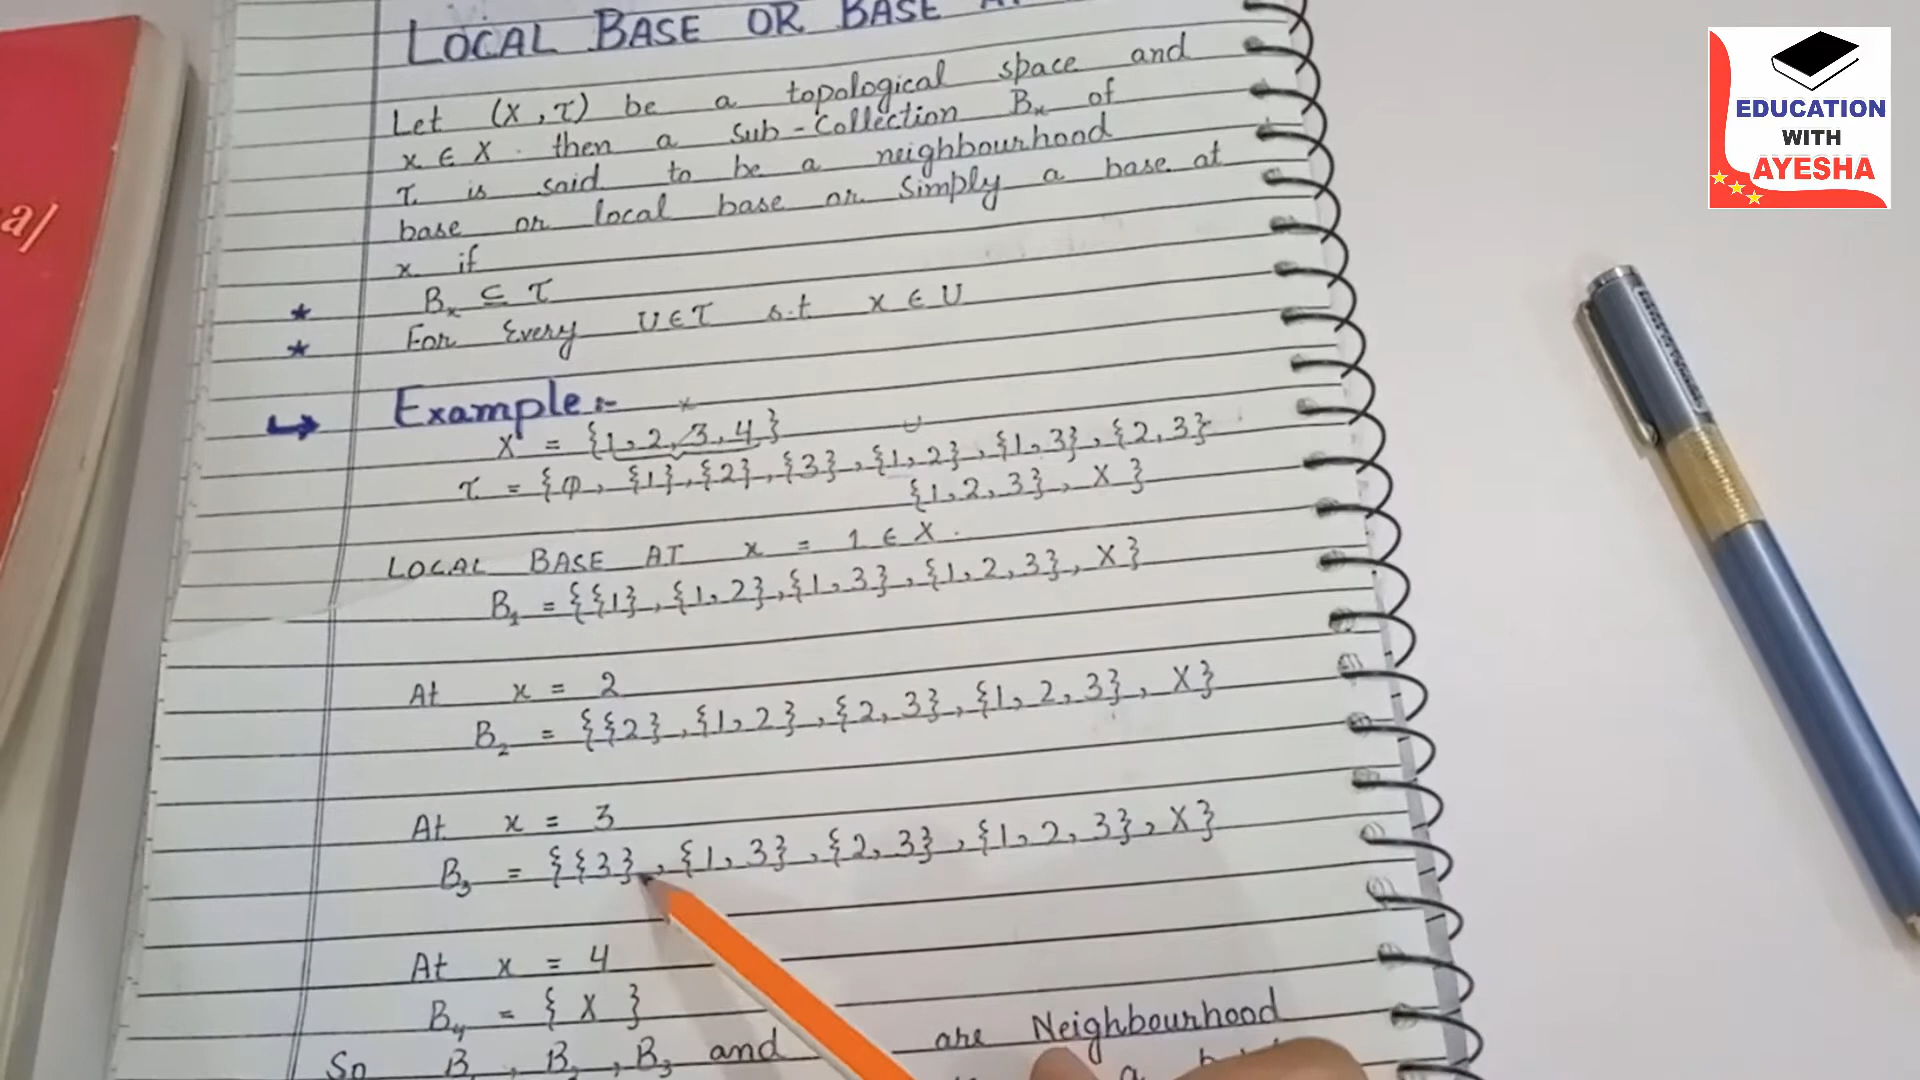 LOCAL BASE OR BASE
Let (X, τ) be a topological space and
x ∈ X. then a Sub-Collection Bₓ of
τ is said to be a neighbourhood
base or local base or Simply a base at
x if
* Bₓ ⊆ τ
* For Every U∈τ s.t x ∈ U
↳ Example:-
X = {1, 2, 3, 4}
τ = {φ, {1}, {2}, {3}, {1, 2}, {1, 3}, {2, 3}
{1, 2, 3}, X }
LOCAL BASE AT x = 1 ∈ X.
B₁ = {{1}, {1, 2}, {1, 3}, {1, 2, 3}, X}
At x = 2
B₂ = {{2}, {1, 2}, {2, 3}, {1, 2, 3}, X}
At x = 3
B₃ = {{3}, {1, 3}, {2, 3}, {1, 2, 3}, X}
At x = 4
B₄ = { X }
So B , B₂, B₃ and are Neighbourhood
a
al
EDUCATION
WITH
AYESHA